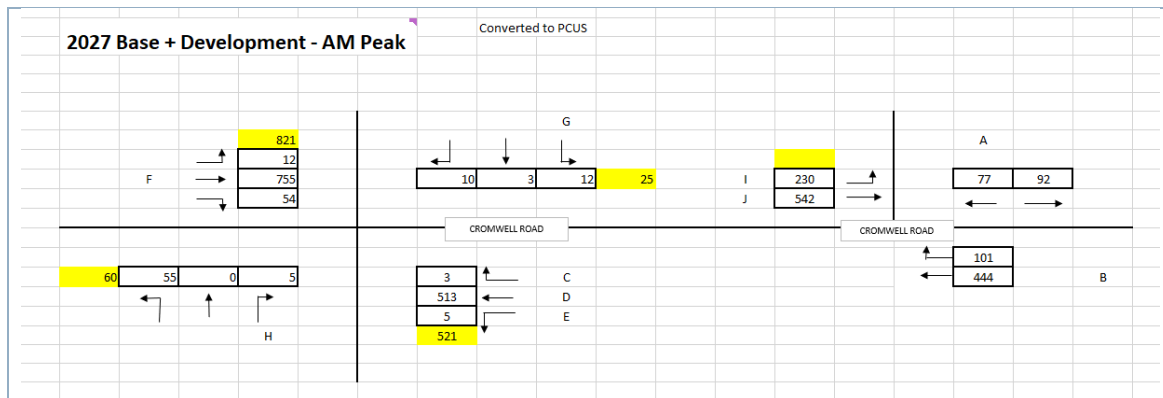 Converted to PCUS
2027 Base + Development - AM Peak
G
821
A
12
F 755 10 3 12 25 I 230 77 92
54 J 542
CROMWELL ROAD CROMWELL ROAD
101
60 55 0 5 3 C 444 B
513 D
5 E
H 521